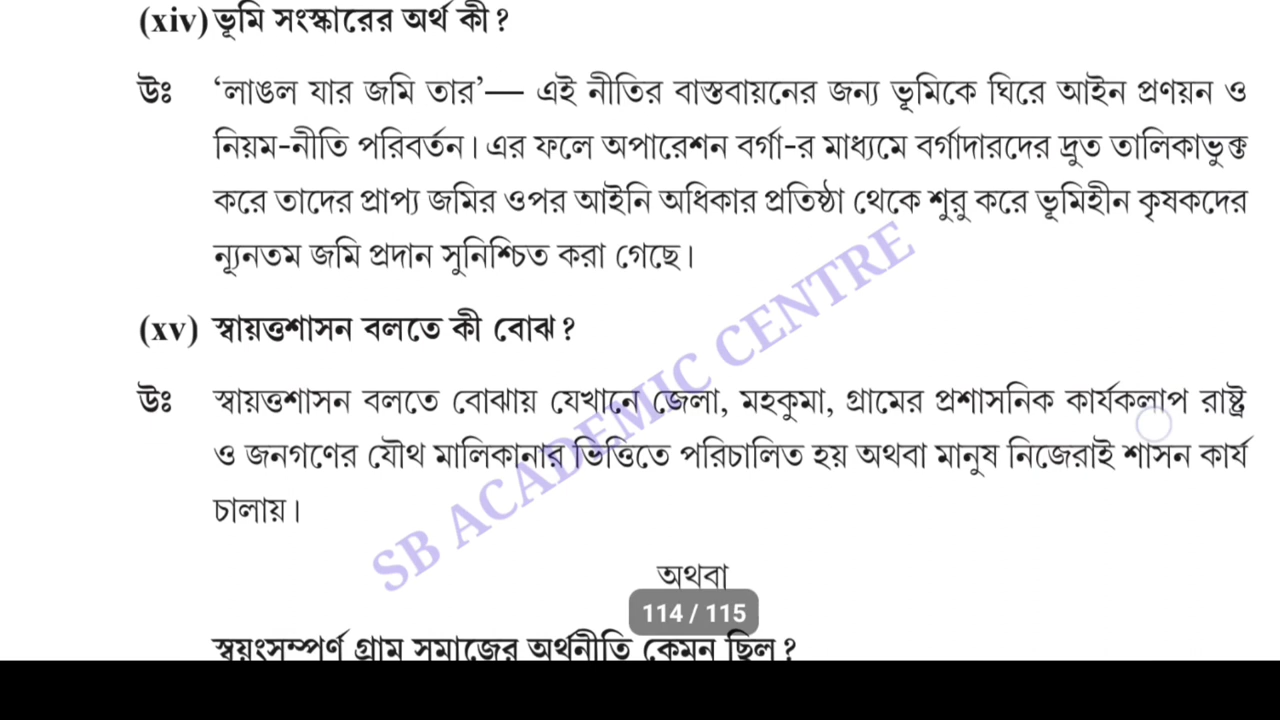 (xiv) ভূমি সংস্কারের অর্থ কী ?
উঃ ‘লাঙল যার জমি তার’— এই নীতির বাস্তবায়নের জন্য ভূমিকে ঘিরে আইন প্রণয়ন ও
নিয়ম-নীতি পরিবর্তন। এর ফলে অপারেশন বর্গা-র মাধ্যমে বর্গাদারদের দ্রুত তালিকাভুক্ত
করে তাদের প্রাপ্য জমির ওপর আইনি অধিকার প্রতিষ্ঠা থেকে শুরু করে ভূমিহীন কৃষকদের
ন্যূনতম জমি প্রদান সুনিশ্চিত করা গেছে।
(xv) স্বায়ত্তশাসন বলতে কী বোঝ ?
উঃ স্বায়ত্তশাসন বলতে বোঝায় যেখানে জেলা, মহকুমা, গ্রামের প্রশাসনিক কার্যকলাপ রাষ্ট্র
ও জনগণের যৌথ মালিকানার ভিত্তিতে পরিচালিত হয় অথবা মানুষ নিজেরাই শাসন কার্য
চালায়।
SB ACADEMIC CENTRE
অথবা
114 / 115
স্বয়ংসম্পূর্ণ গ্রাম সমাজের অর্থনীতি কেমন ছিল ?